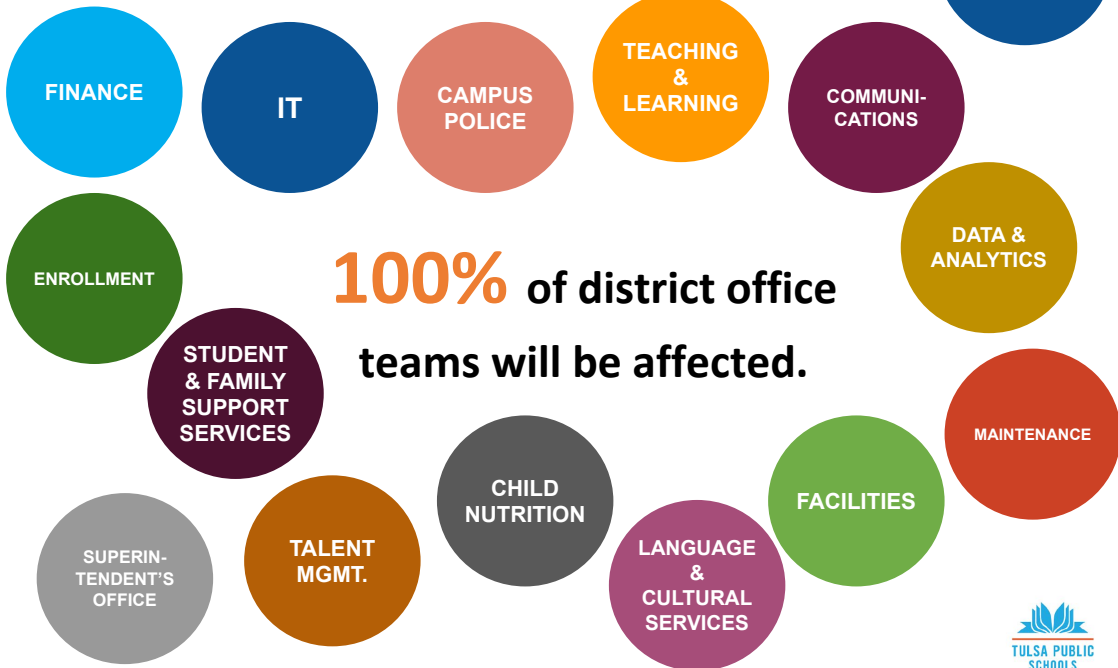 FINANCE
IT
CAMPUS
POLICE
TEACHING
&
LEARNING
COMMUNI-
CATIONS
ENROLLMENT
DATA &
ANALYTICS
100% of district office
teams will be affected.
STUDENT
& FAMILY
SUPPORT
SERVICES
MAINTENANCE
SUPERIN-
TENDENT'S
OFFICE
TALENT
MGMT.
CHILD
NUTRITION
LANGUAGE
&
CULTURAL
SERVICES
FACILITIES
TULSA PUBLIC
SCHOOLS